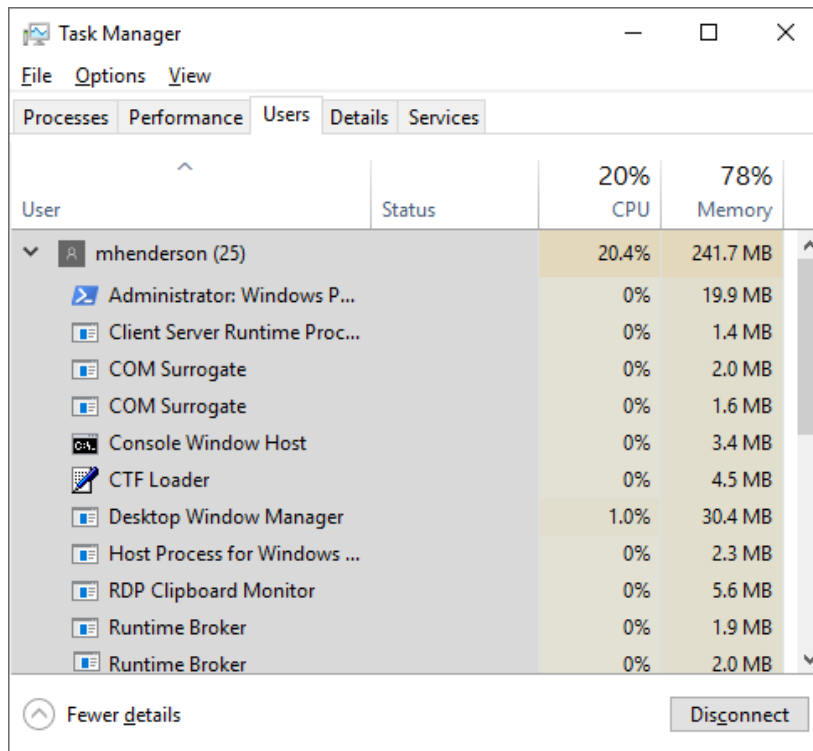 Task Manager
File Options View
Processes Performance Users Details Services
20% 78%
User Status CPU Memory
mhenderson (25) 20.4% 241.7 MB
Administrator: Windows P... 0% 19.9 MB
Client Server Runtime Proc... 0% 1.4 MB
COM Surrogate 0% 2.0 MB
COM Surrogate 0% 1.6 MB
Console Window Host 0% 3.4 MB
CTF Loader 0% 4.5 MB
Desktop Window Manager 1.0% 30.4 MB
Host Process for Windows ... 0% 2.3 MB
RDP Clipboard Monitor 0% 5.6 MB
Runtime Broker 0% 1.9 MB
Runtime Broker 0% 2.0 MB
Fewer details Disconnect